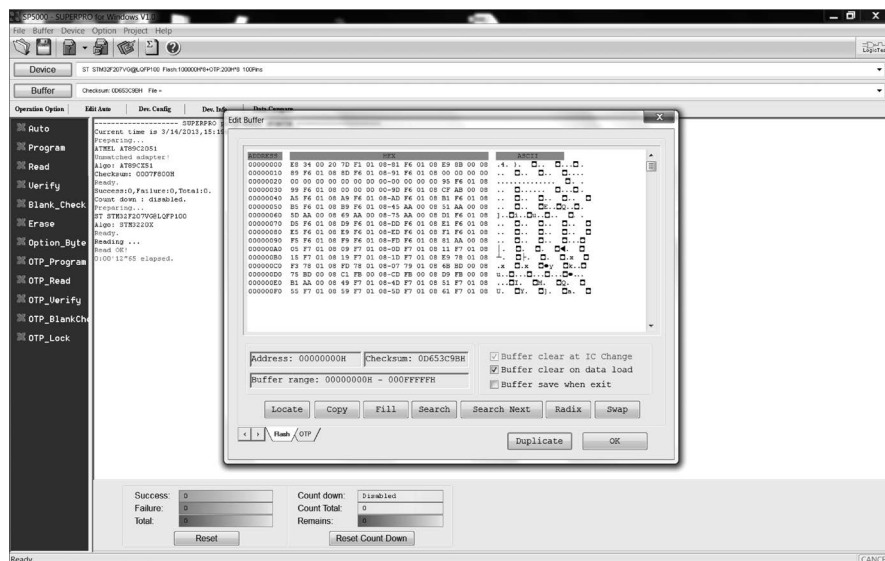 SP5000 - SUPERPRO for Windows V1.0
File Buffer Device Option Project Help
LogicTest
Device
ST STM32F207VG@LQFP100 Flash:100000H*8+OTP:200H*8 100Pins
Buffer
Checksum: 0D653C9BH File -
Operation Option
Edit Auto
Dev. Config
Dev. Info
Data Compare
Auto
Program
Read
Verify
Blank_Check
Erase
Option_Byte
OTP_Program
OTP_Read
OTP_Verify
OTP_BlankChe
OTP_Lock
SUPERPRO
Current time is 3/14/2013,15:19
Preparing...
ATMEL AT89C2051
Unmatched adapter!
Algo: AT89CX51
Checksum: 0007F800H
Ready.
Success:0,Failure:0,Total:0.
Count down : disabled,
Preparing...
ST STM32F207VG@LQFP100
Algo: STM322OX
Ready.
Reading ...
Read OK!
0:00'12"65 elapsed.
Edit Buffer
ADDRESS HEX ASCII
00000000 E8 34 00 20 7D F1 01 08-81 F6 01 08 E9 8B 00 08
00000010 89 F6 01 08 8D F6 01 08-91 F6 01 08 00 00 00 00
00000020 00 00 00 00 00 00 00 00-00 00 00 00 95 F6 01 08
00000030 99 F6 01 08 00 00 00 00-9D F6 01 08 CF AB 00 08
00000040 A5 F6 01 08 A9 F6 01 08-AD F6 01 08 B1 F6 01 08
00000050 B5 F6 01 08 B9 F6 01 08-45 AA 00 08 51 AA 00 08
00000060 5D AA 00 08 69 AA 00 08-75 AA 00 08 D1 F6 01 08
00000070 D5 F6 01 08 D9 F6 01 08-DD F6 01 08 E1 F6 01 08
00000080 E5 F6 01 08 E9 F6 01 08-ED F6 01 08 F1 F6 01 08
00000090 F5 F6 01 08 F9 F6 01 08-FD F6 01 08 81 AA 00 08
000000A0 05 F7 01 08 09 F7 01 08-0D F7 01 08 11 F7 01 08
000000B0 15 F7 01 08 19 F7 01 08-1D F7 01 08 E9 78 01 08
000000C0 F3 78 01 08 FD 78 01 08-07 79 01 08 6B BD 00 08
000000D0 75 BD 00 08 C1 FB 00 08-CD FB 00 08 D9 FB 00 08
000000E0 B1 AA 00 08 49 F7 01 08-4D F7 01 08 51 F7 01 08
000000F0 55 F7 01 08 59 F7 01 08-5D F7 01 08 61 F7 01 08
Address: 00000000H
Checksum: 0D653C9BH
Buffer range: 00000000H - 000FFFFFH
Buffer clear at IC Change
Buffer clear on data load
Buffer save when exit
Locate
Copy
Fill
Search
Search Next
Radix
Swap
Flash
OTP
Duplicate
OK
Success: 0
Failure: 0
Total: 0
Reset
Count down: Disabled
Count Total: 0
Remains: 0
Reset Count Down
Ready
CANCE